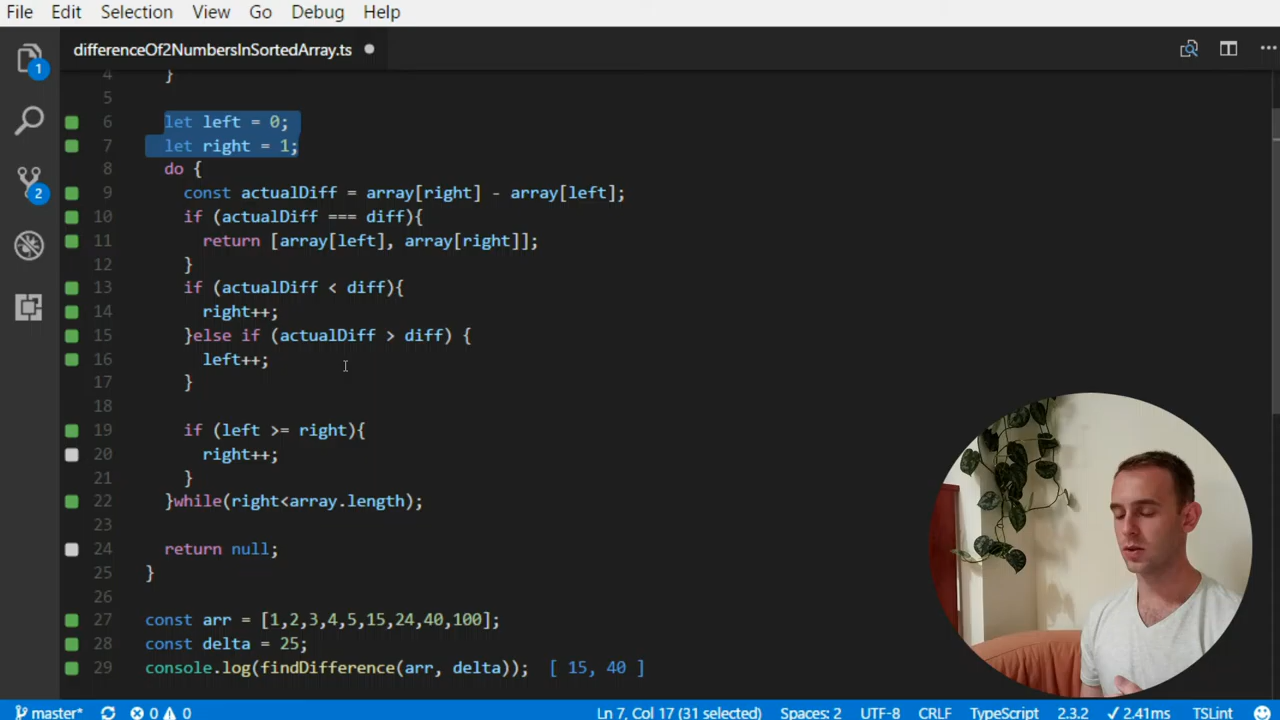 File Edit Selection View Go Debug Help
differenceOf2NumbersInSortedArray.ts
1
4 }
5
6 let left = 0;
7 let right = 1;
8 do {
2
9 const actualDiff = array[right] - array[left];
10 if (actualDiff === diff){
11 return [array[left], array[right]];
12 }
13 if (actualDiff < diff){
14 right++;
15 }else if (actualDiff > diff) {
16 left++;
17 }
18
19 if (left >= right){
20 right++;
21 }
22 }while(right<array.length);
23
24 return null;
25 }
26
27 const arr = [1,2,3,4,5,15,24,40,100];
28 const delta = 25;
29 console.log(findDifference(arr, delta)); [ 15, 40 ]
master* 0 0 Ln 7, Col 17 (31 selected) Spaces: 2 UTF-8 CRLF TypeScript 2.3.2 ✓ 2.41ms TSLint